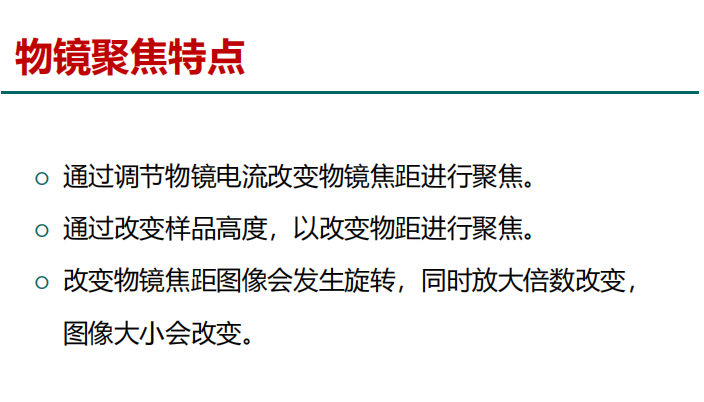 物镜聚焦特点
通过调节物镜电流改变物镜焦距进行聚焦。
通过改变样品高度，以改变物距进行聚焦。
改变物镜焦距图像会发生旋转，同时放大倍数改变，
图像大小会改变。